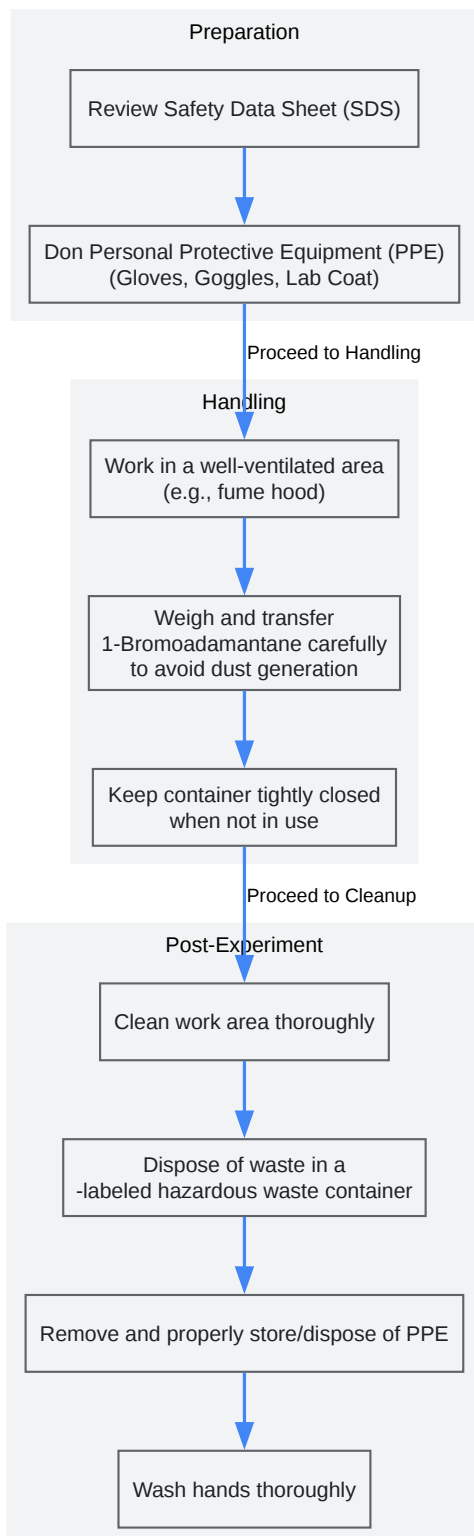 Preparation
Review Safety Data Sheet (SDS)
Don Personal Protective Equipment (PPE)
(Gloves, Goggles, Lab Coat)
Proceed to Handling
Handling
Work in a well-ventilated area
(e.g., fume hood)
Weigh and transfer
1-Bromoadamantane carefully
to avoid dust generation
Keep container tightly closed
when not in use
Proceed to Cleanup
Post-Experiment
Clean work area thoroughly
Dispose of waste in a
-labeled hazardous waste container
Remove and properly store/dispose of PPE
Wash hands thoroughly